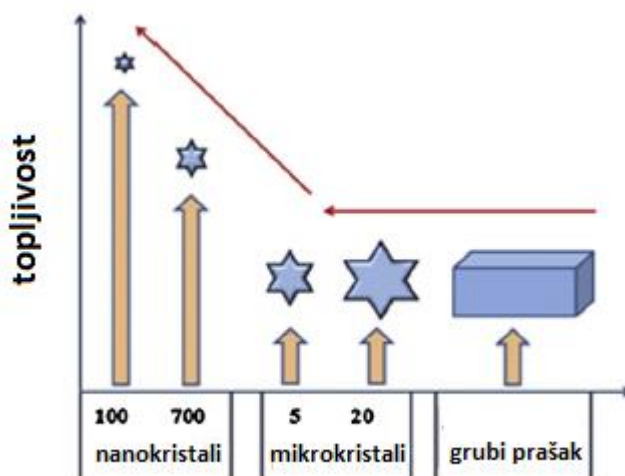 topljivost
100 700
nanokristali
5 20
mikrokristali
grubi prašak